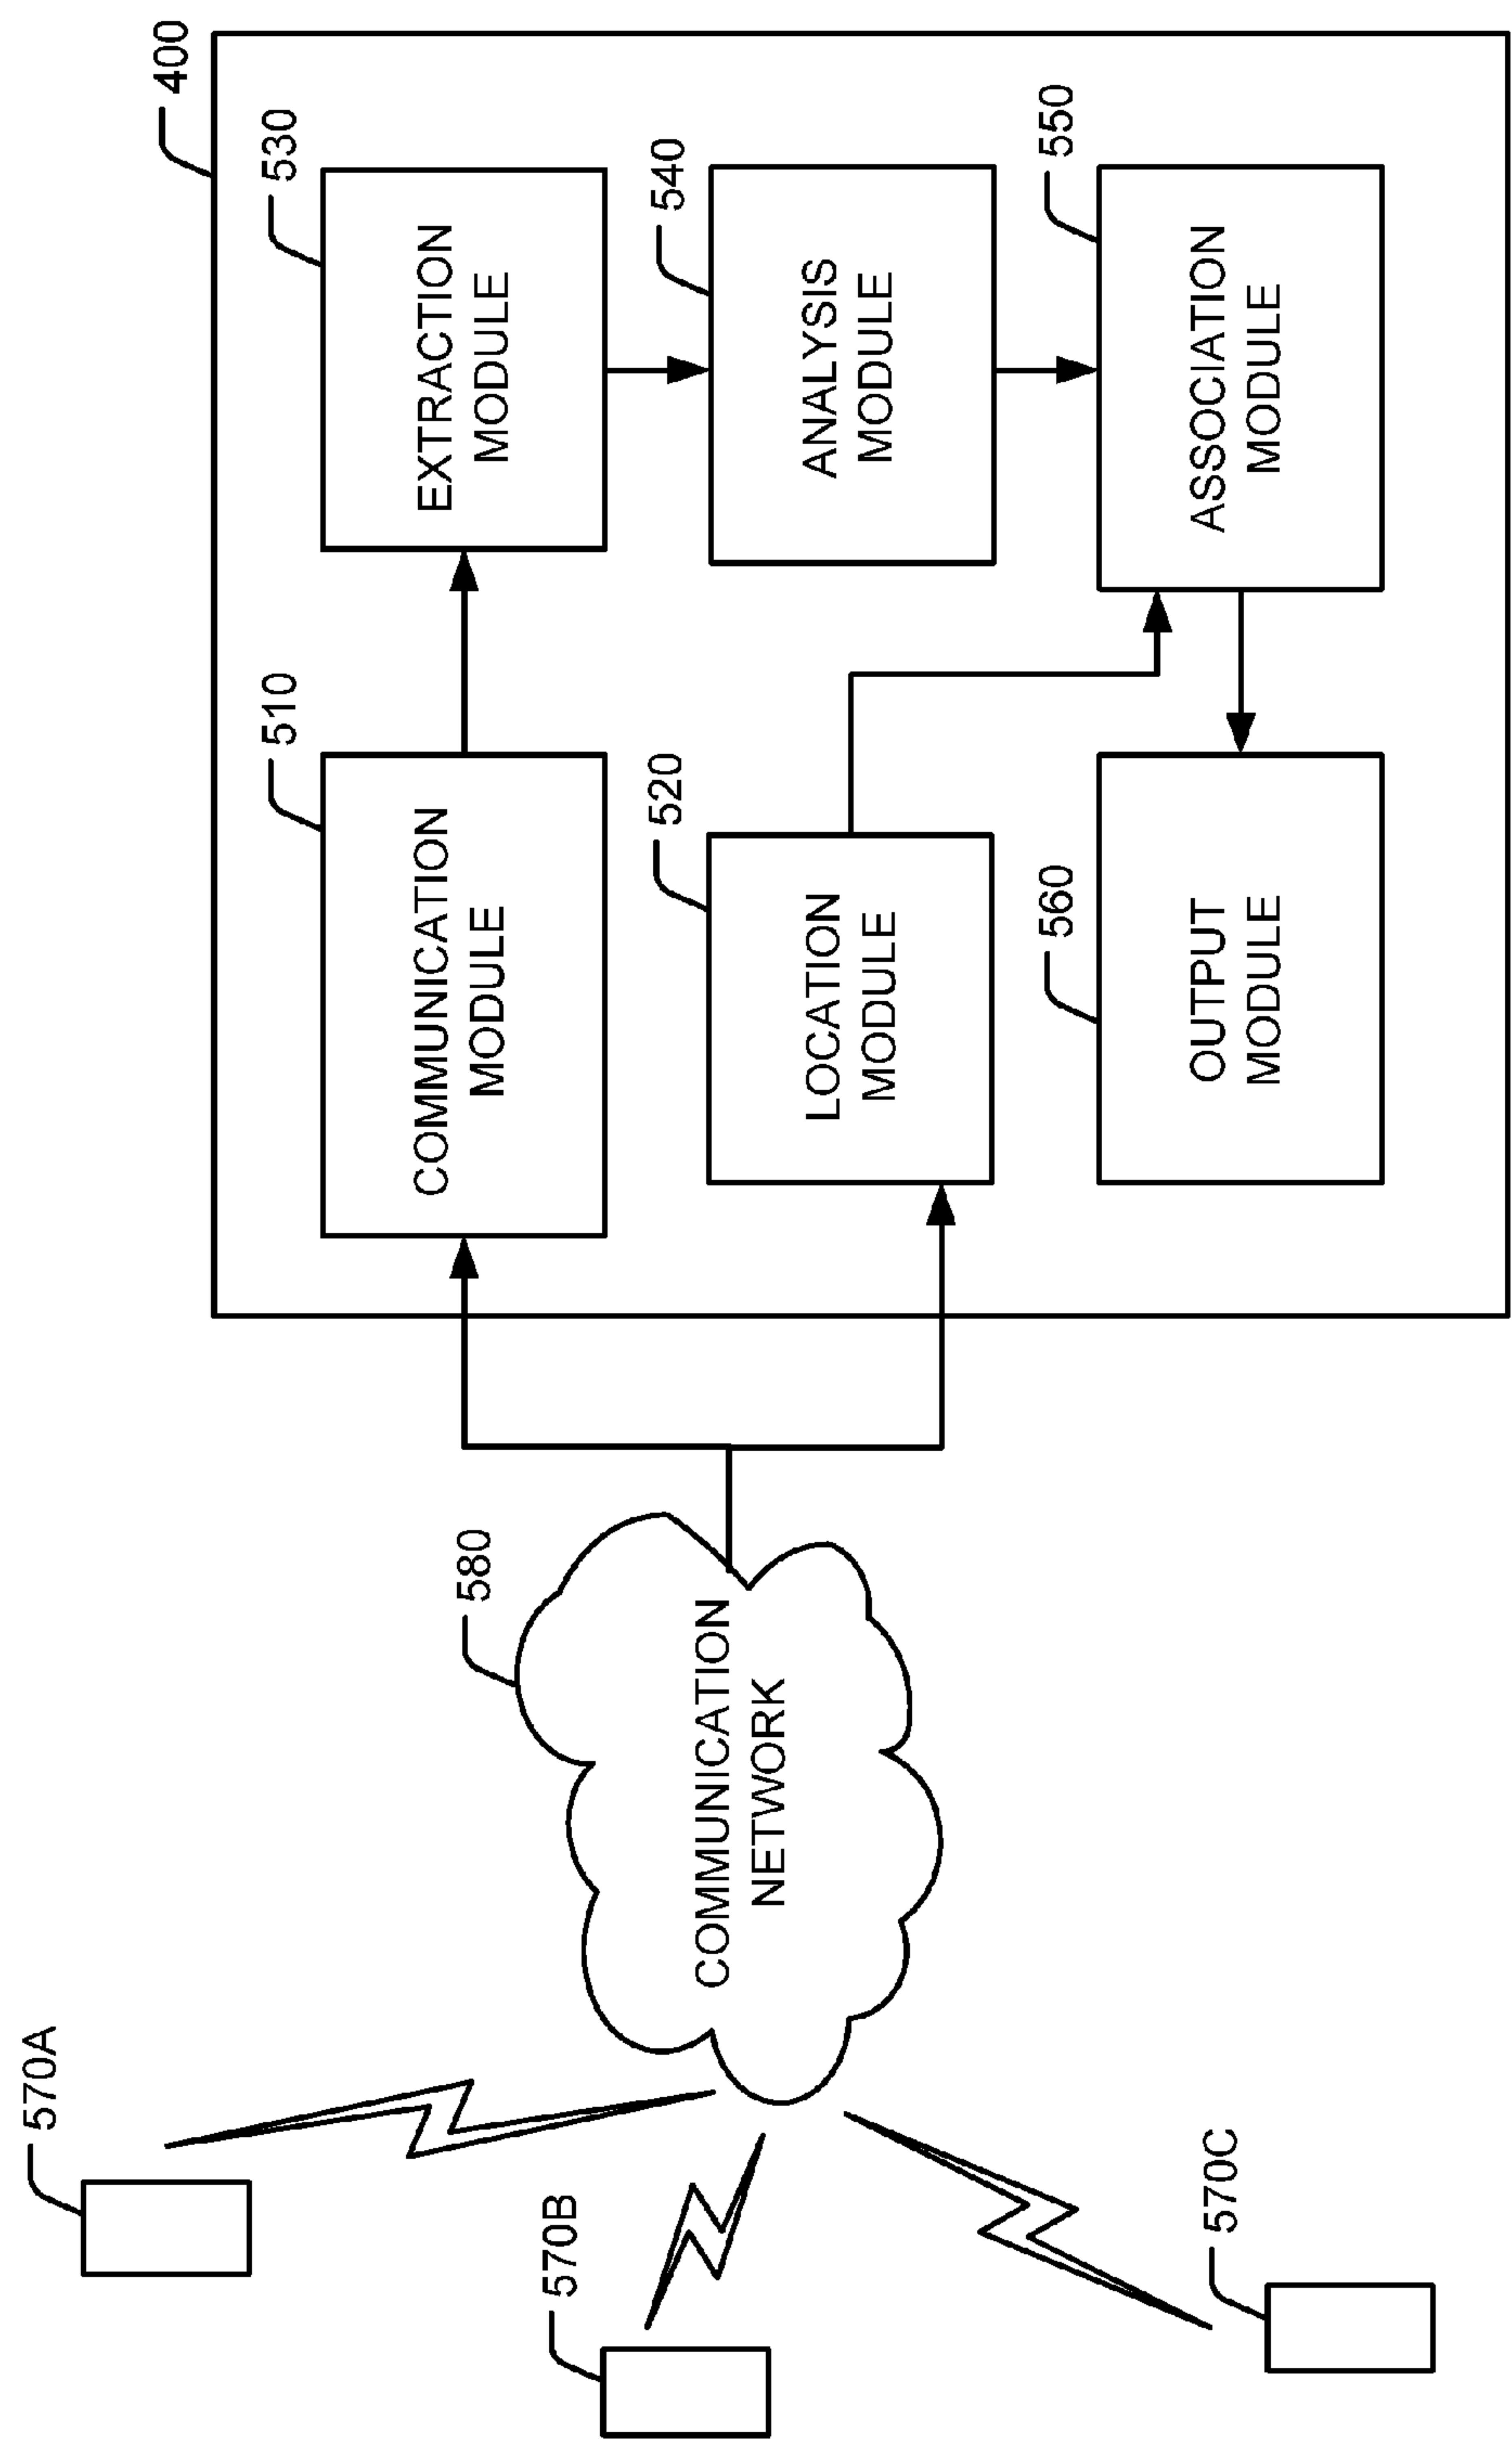 400
510
COMMUNICATION
MODULE
530
EXTRACTION
MODULE
520
LOCATION
MODULE
540
ANALYSIS
MODULE
560
OUTPUT
MODULE
550
ASSOCIATION
MODULE
580
COMMUNICATION
NETWORK
570A
570B
570C